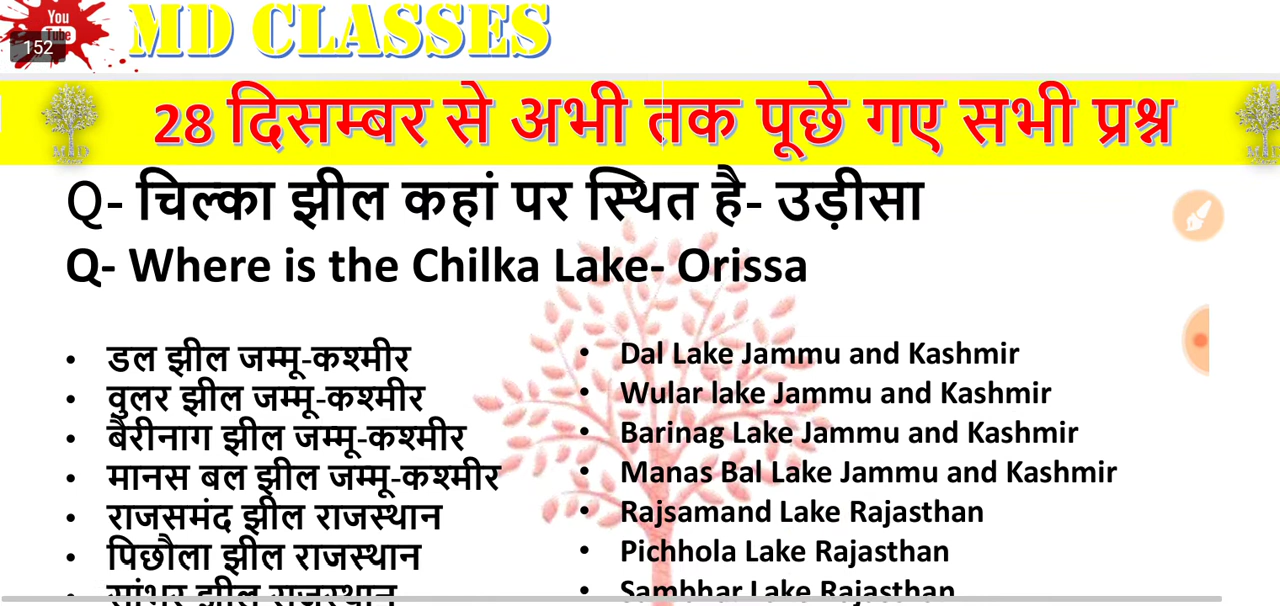 You
Tube
152
MD CLASSES
28 दिसम्बर से अभी तक पूछे गए सभी प्रश्न
Q- चिल्का झील कहां पर स्थित है- उड़ीसा
Q- Where is the Chilka Lake- Orissa
• डल झील जम्मू-कश्मीर
• वुलर झील जम्मू-कश्मीर
• बैरीनाग झील जम्मू-कश्मीर
• मानस बल झील जम्मू-कश्मीर
• राजसमंद झील राजस्थान
• पिछौला झील राजस्थान
• सांभर झील राजस्थान
• Dal Lake Jammu and Kashmir
• Wular lake Jammu and Kashmir
• Barinag Lake Jammu and Kashmir
• Manas Bal Lake Jammu and Kashmir
• Rajsamand Lake Rajasthan
• Pichhola Lake Rajasthan
• Sambhar Lake Rajasthan